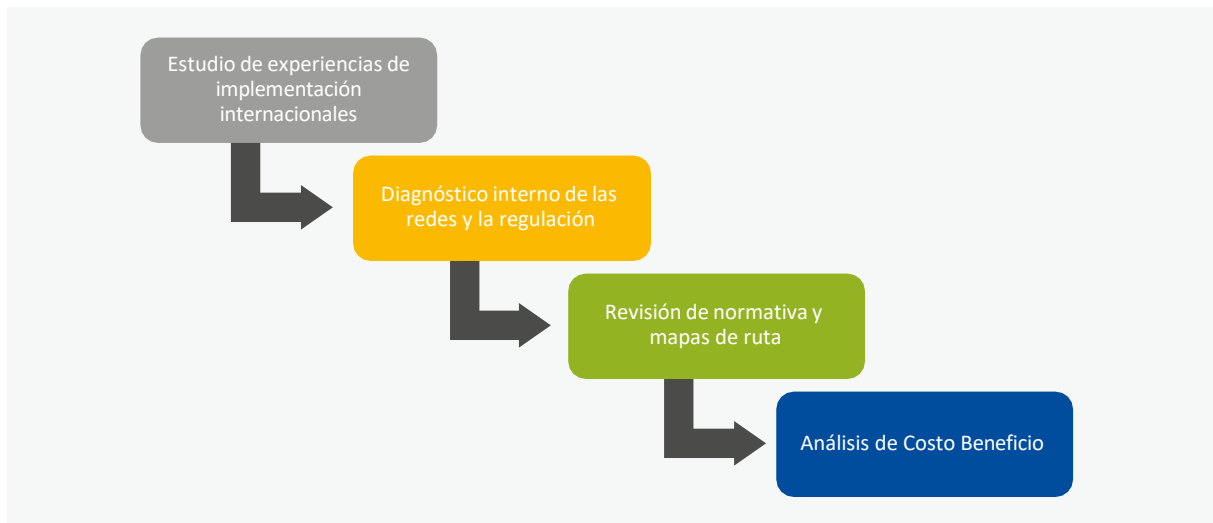 Estudio de experiencias de
implementación
internacionales
Diagnóstico interno de las
redes y la regulación
Revisión de normativa y
mapas de ruta
Análisis de Costo Beneficio